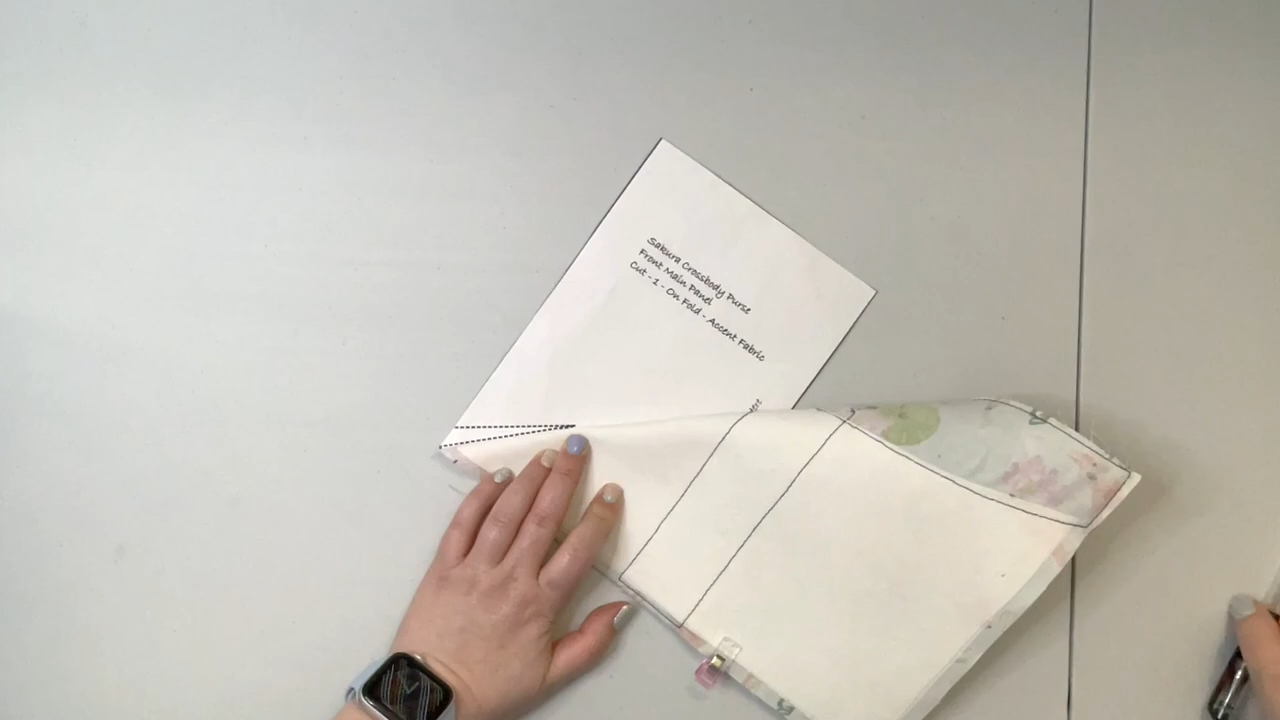 Sakura Crossbody Purse
Front Main Panel
Cut - 1 - On Fold - Accent Fabric